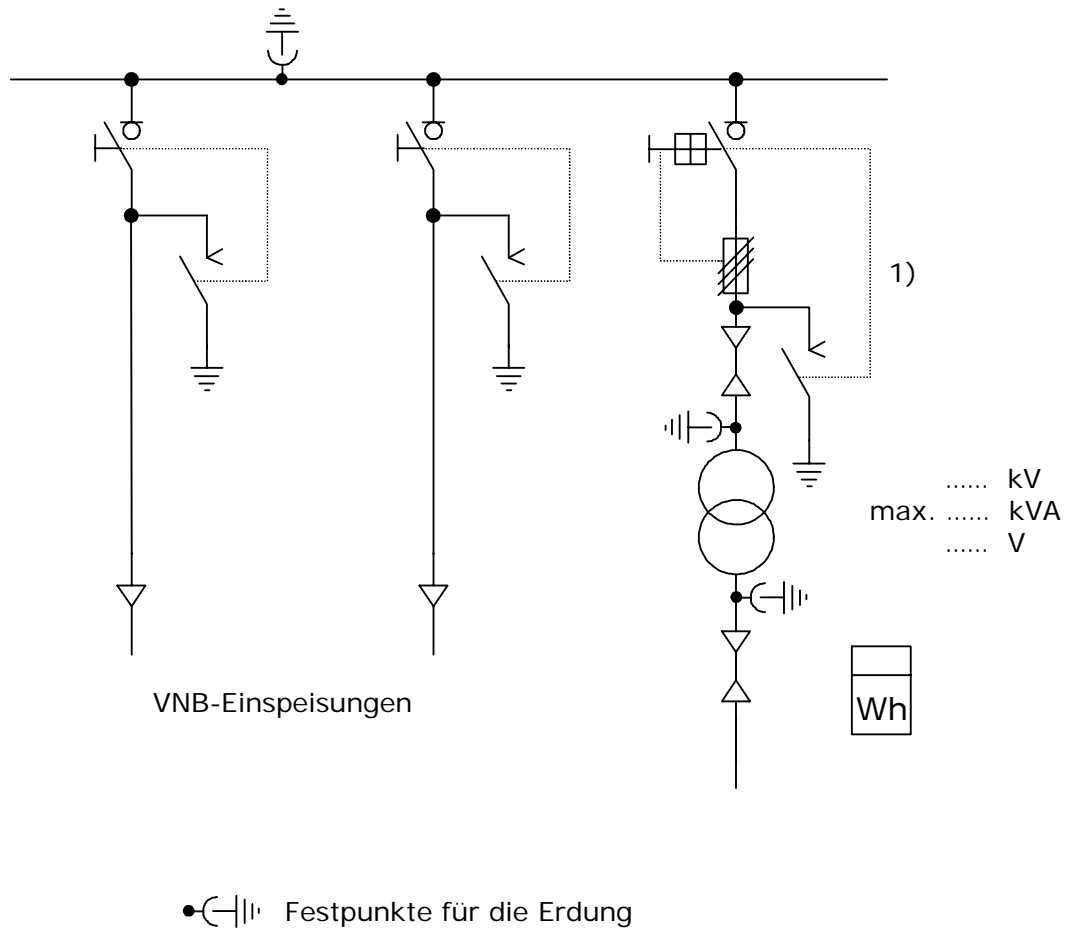 1)
...... kV
max. ...... kVA
...... V
VNB-Einspeisungen
Wh
Festpunkte für die Erdung